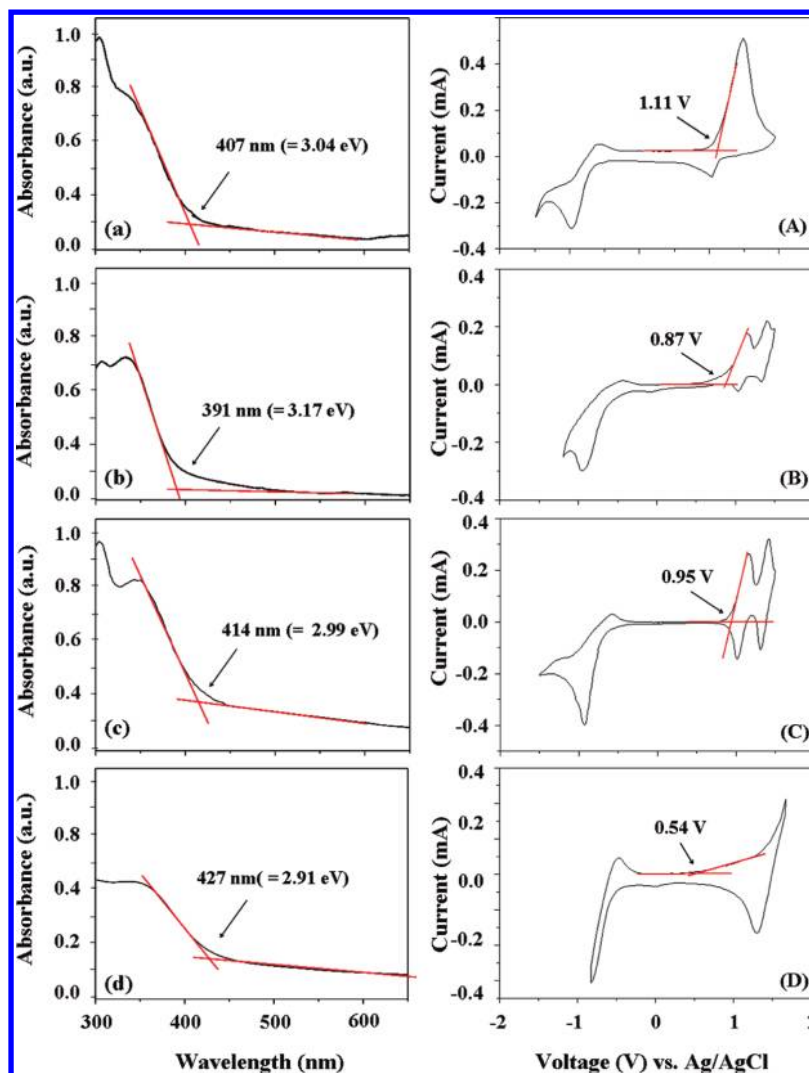 Absorbance (a.u.)
1.0
0.8
0.6
0.4
0.2
0.0
407 nm (= 3.04 eV)
(a)
Current (mA)
0.4
0.2
0.0
-0.2
-0.4
1.11 V
(A)
Absorbance (a.u.)
1.0
0.8
0.6
0.4
0.2
0.0
391 nm (= 3.17 eV)
(b)
Current (mA)
0.4
0.2
0.0
-0.2
-0.4
0.87 V
(B)
Absorbance (a.u.)
1.0
0.8
0.6
0.4
0.2
0.0
414 nm (= 2.99 eV)
(c)
Current (mA)
0.4
0.2
0.0
-0.2
-0.4
0.95 V
(C)
Absorbance (a.u.)
1.0
0.8
0.6
0.4
0.2
0.0
427 nm( = 2.91 eV)
(d)
Current (mA)
0.4
0.2
0.0
-0.2
-0.4
0.54 V
(D)
300 400 500 600
Wavelength (nm)
-2 -1 0 1 2
Voltage (V) vs. Ag/AgCl